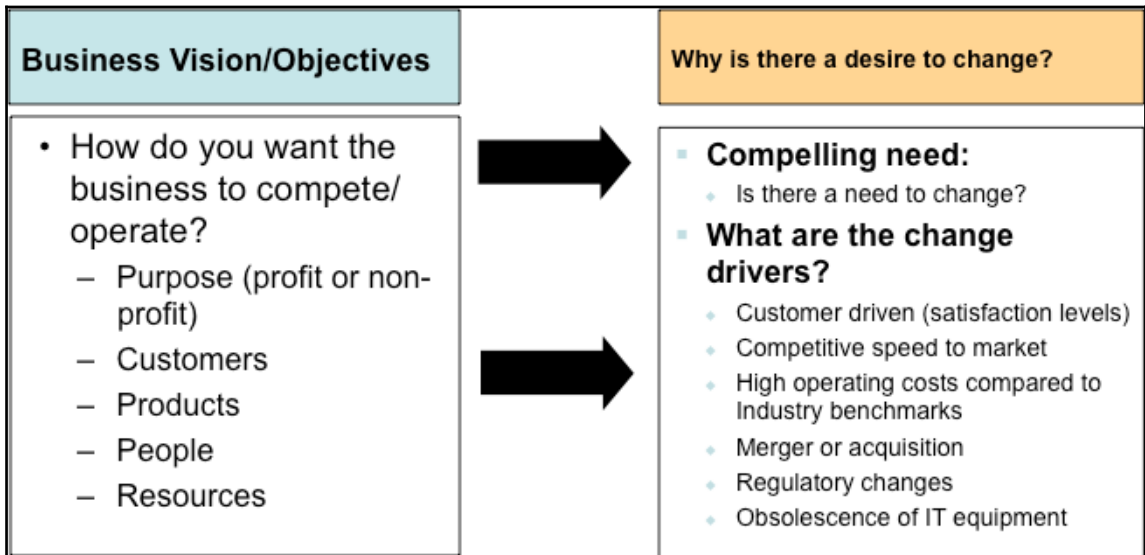 Business Vision/Objectives
• How do you want the
business to compete/
operate?
– Purpose (profit or non-
profit)
– Customers
– Products
– People
– Resources
Why is there a desire to change?
▪ Compelling need:
◆ Is there a need to change?
▪ What are the change
drivers?
◆ Customer driven (satisfaction levels)
◆ Competitive speed to market
◆ High operating costs compared to
Industry benchmarks
◆ Merger or acquisition
◆ Regulatory changes
◆ Obsolescence of IT equipment